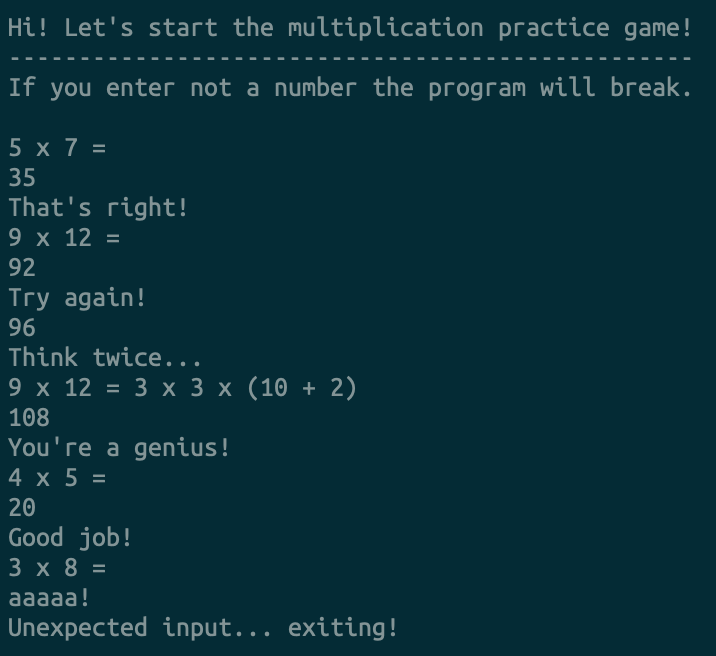 Hi! Let's start the multiplication practice game!
-------------------------------------------------
If you enter not a number the program will break.

5 x 7 =
35
That's right!
9 x 12 =
92
Try again!
96
Think twice...
9 x 12 = 3 x 3 x (10 + 2)
108
You're a genius!
4 x 5 =
20
Good job!
3 x 8 =
aaaaa!
Unexpected input... exiting!